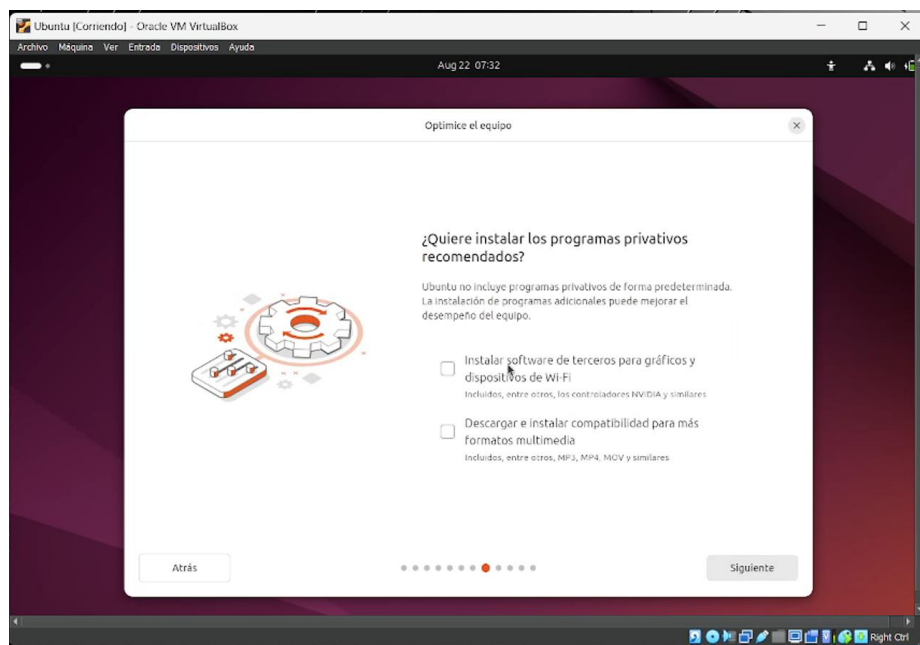 Ubuntu [Corriendo] - Oracle VM VirtualBox
Archivo Máquina Ver Entrada Dispositivos Ayuda
Aug 22 07:32
Optimice el equipo
¿Quiere instalar los programas privativos
recomendados?
Ubuntu no incluye programas privativos de forma predeterminada.
La instalación de programas adicionales puede mejorar el
desempeño del equipo.
Instalar software de terceros para gráficos y
dispositivos de Wi-Fi
Incluidos, entre otros, los controladores NVIDIA y similares
Descargar e instalar compatibilidad para más
formatos multimedia
Incluidos, entre otros, MP3, MP4, MOV y similares
Atrás
Siguiente
Right Ctrl